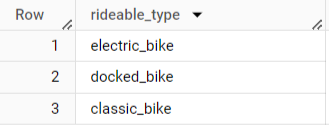 Row rideable_type
1 electric_bike
2 docked_bike
3 classic_bike